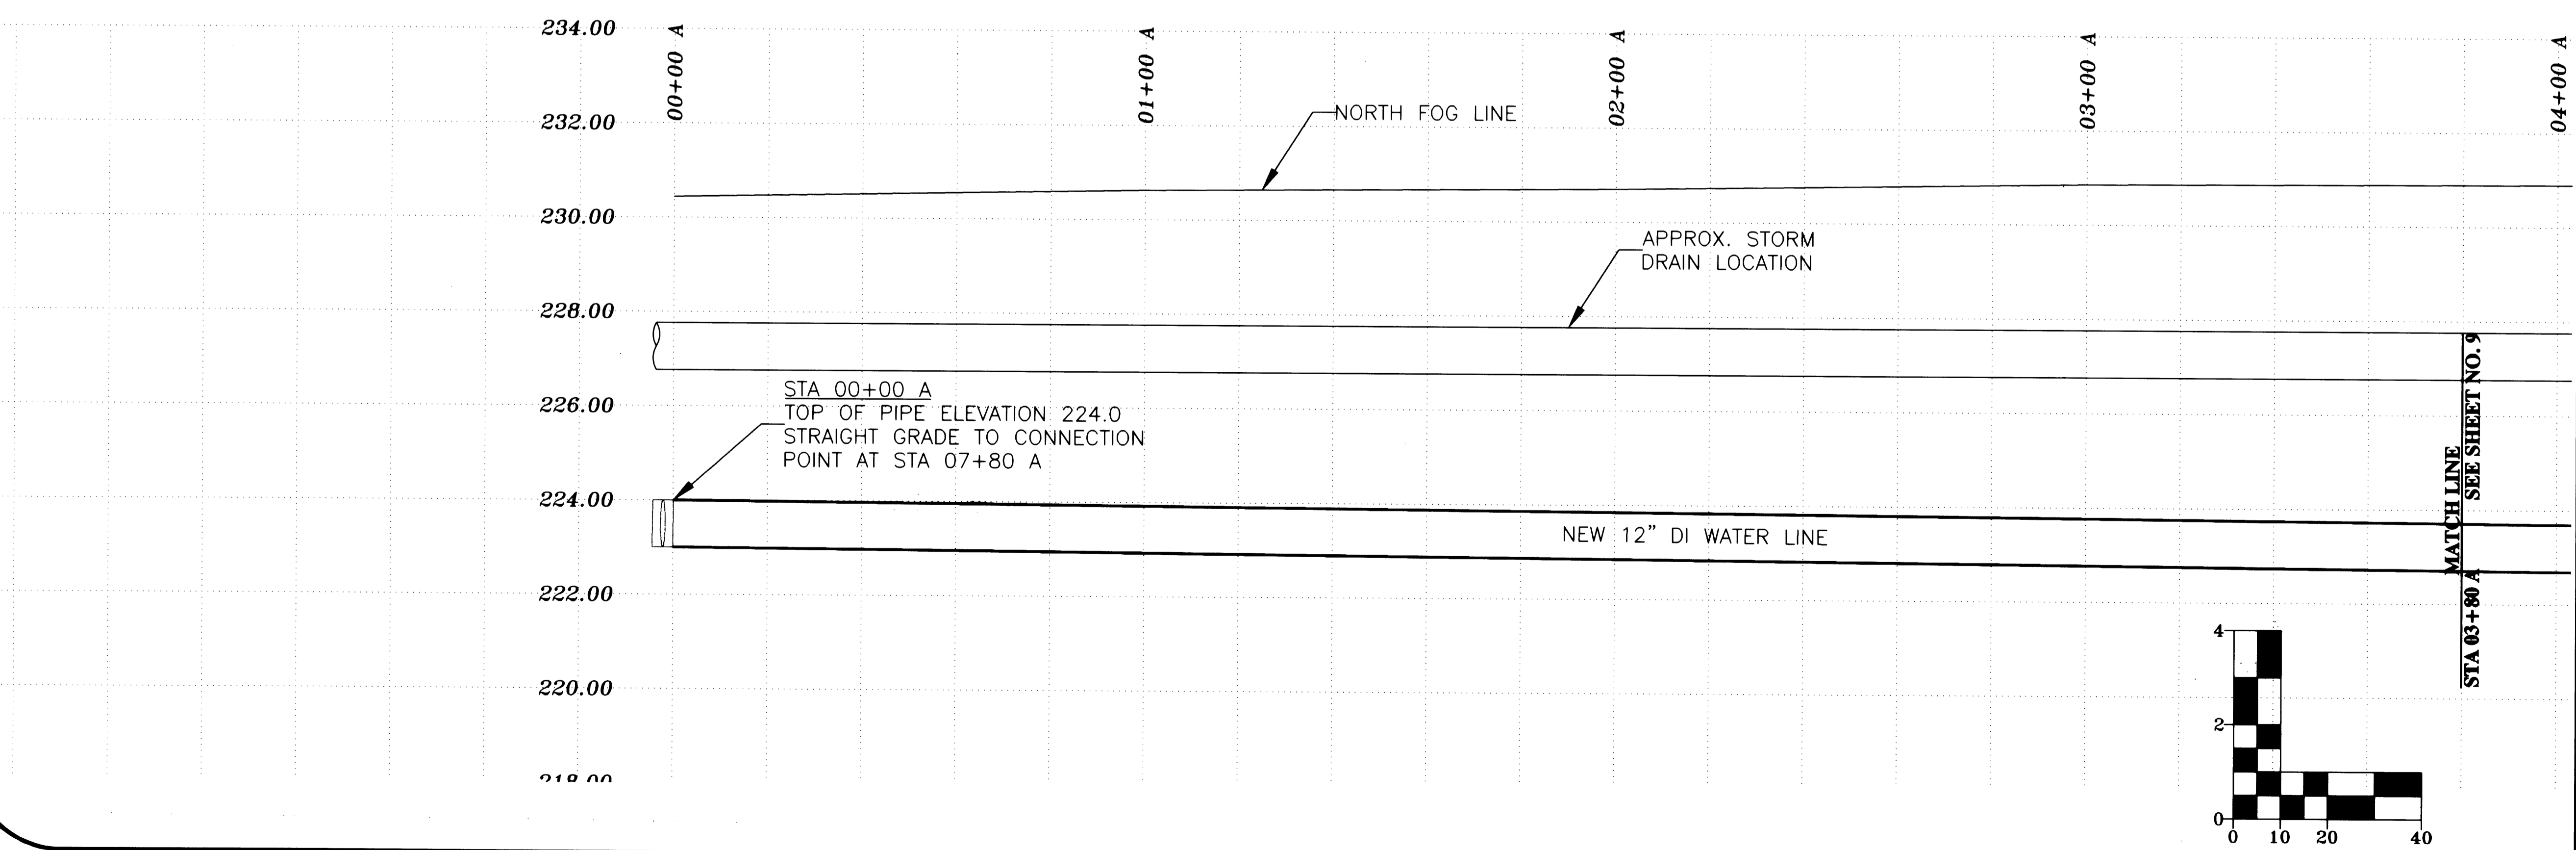 234.00
232.00
230.00
228.00
226.00
224.00
222.00
220.00
218.00
00+00 A
01+00 A
02+00 A
03+00 A
04+00 A
NORTH FOG LINE
APPROX. STORM
DRAIN LOCATION
STA 00+00 A
TOP OF PIPE ELEVATION 224.0
STRAIGHT GRADE TO CONNECTION
POINT AT STA 07+80 A
NEW 12" DI WATER LINE
MATCH LINE
STA 03+80 A SEE SHEET NO. 9
4
2
0
0 10 20 40